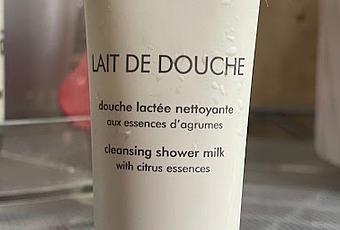 LAIT DE DOUCHE
douche lactée nettoyante
aux essences d'agrumes
cleansing shower milk
with citrus essences